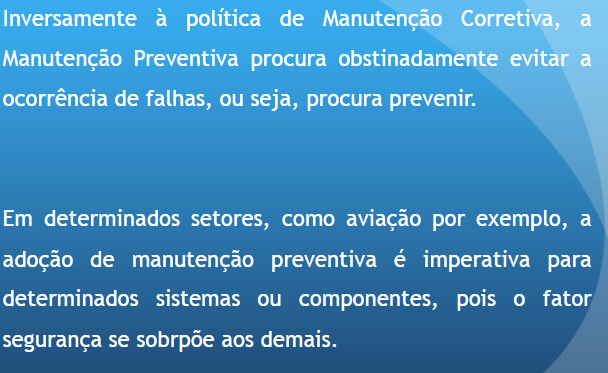 Inversamente à política de Manutenção Corretiva, a
Manutenção Preventiva procura obstinadamente evitar a
ocorrência de falhas, ou seja, procura prevenir.
Em determinados setores, como aviação por exemplo, a
adoção de manutenção preventiva é imperativa para
determinados sistemas ou componentes, pois o fator
segurança se sobrpõe aos demais.